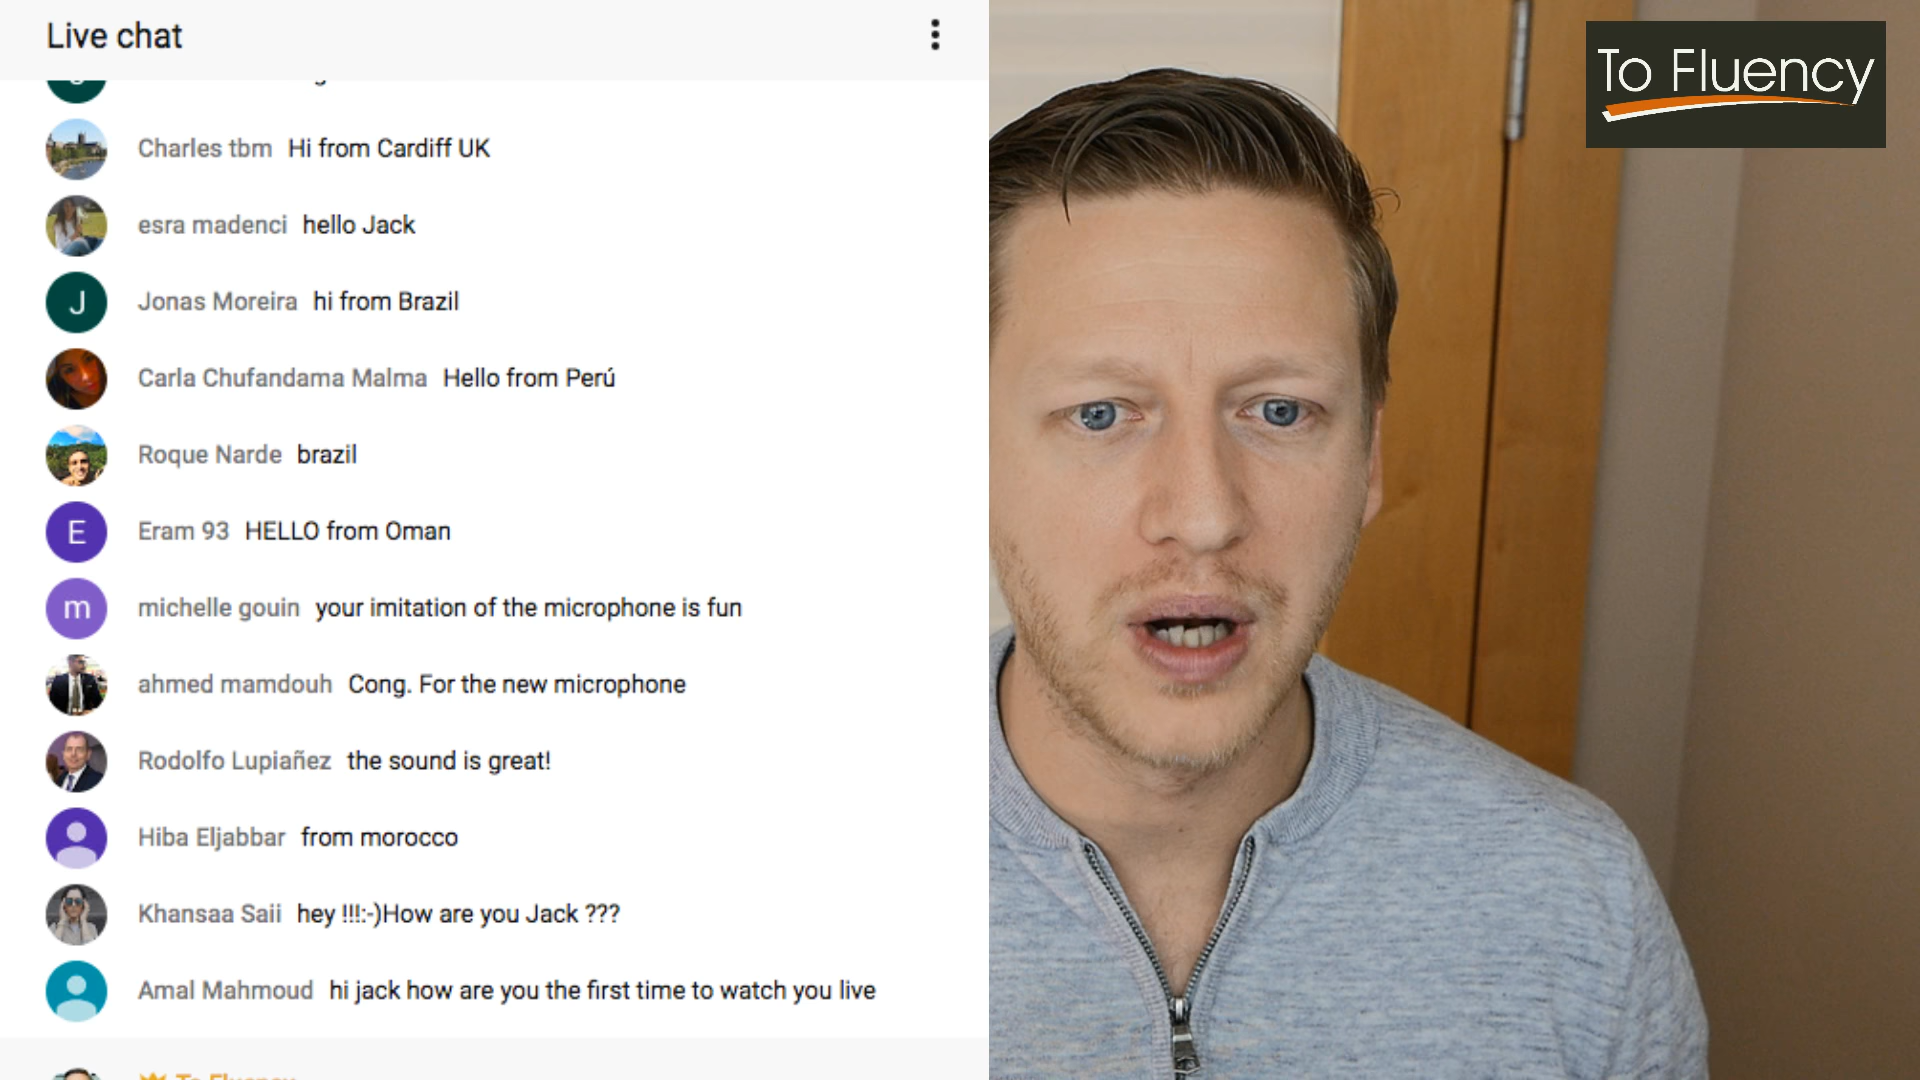 Live chat
To Fluency
Charles tbm Hi from Cardiff UK
esra madenci hello Jack
J Jonas Moreira hi from Brazil
Carla Chufandama Malma Hello from Perú
Roque Narde brazil
E Eram 93 HELLO from Oman
m michelle gouin your imitation of the microphone is fun
ahmed mamdouh Cong. For the new microphone
Rodolfo Lupiañez the sound is great!
Hiba Eljabbar from morocco
Khansaa Saii hey !!!:-)How are you Jack ???
Amal Mahmoud hi jack how are you the first time to watch you live
To Fluency